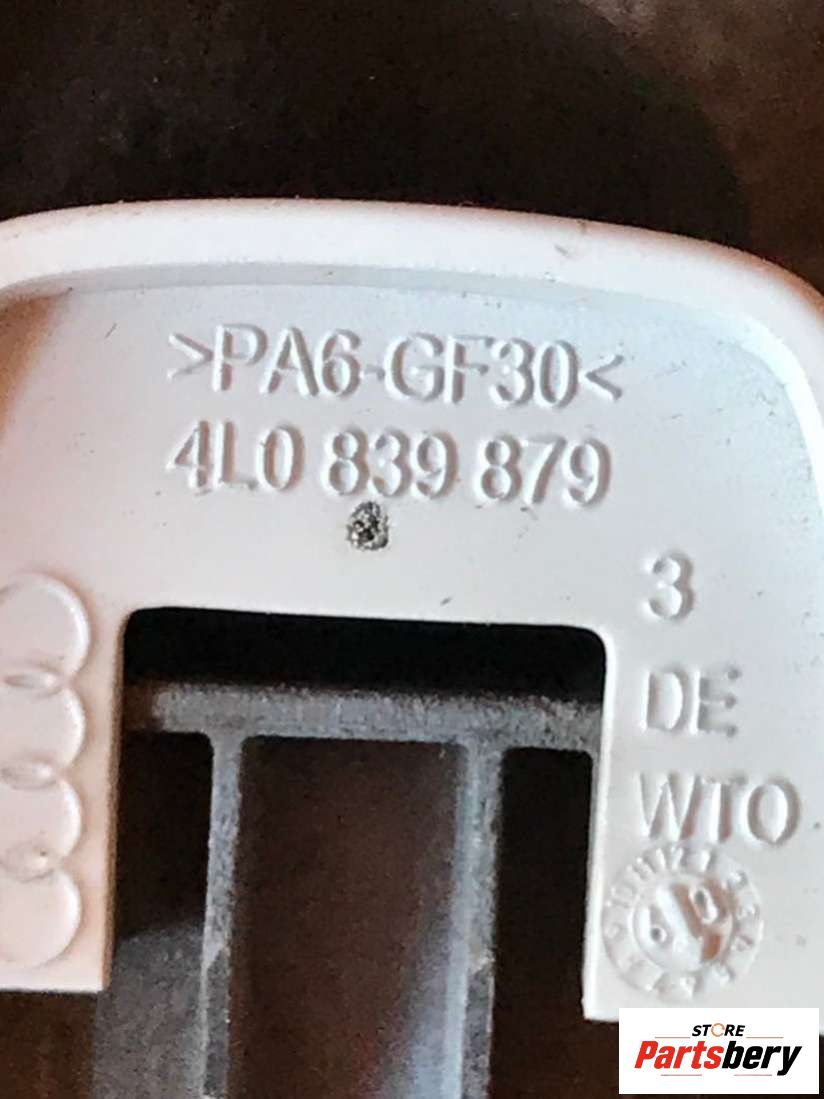 >PA6-GF30<
4L0 839 879
3
DE
WTO
STORE
Partsbery